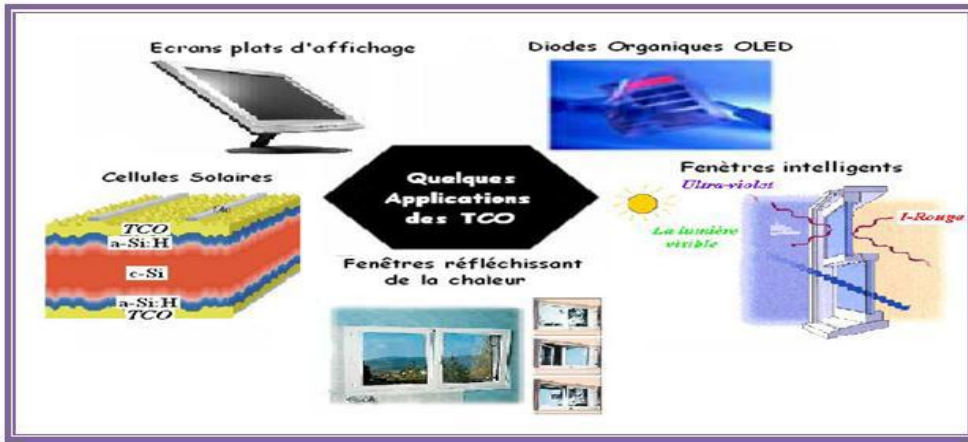 Ecrans plats d'affichage
Diodes Organiques OLED
Cellules Solaires
Quelques
Applications
des TCO
Fenètres intelligents
Ultra-violet
I-Rouga
La lumière
visible
TCO
a-Si:H
c-Si
a-Si:H
TCO
Fenêtres réfléchissant
de la chaleur